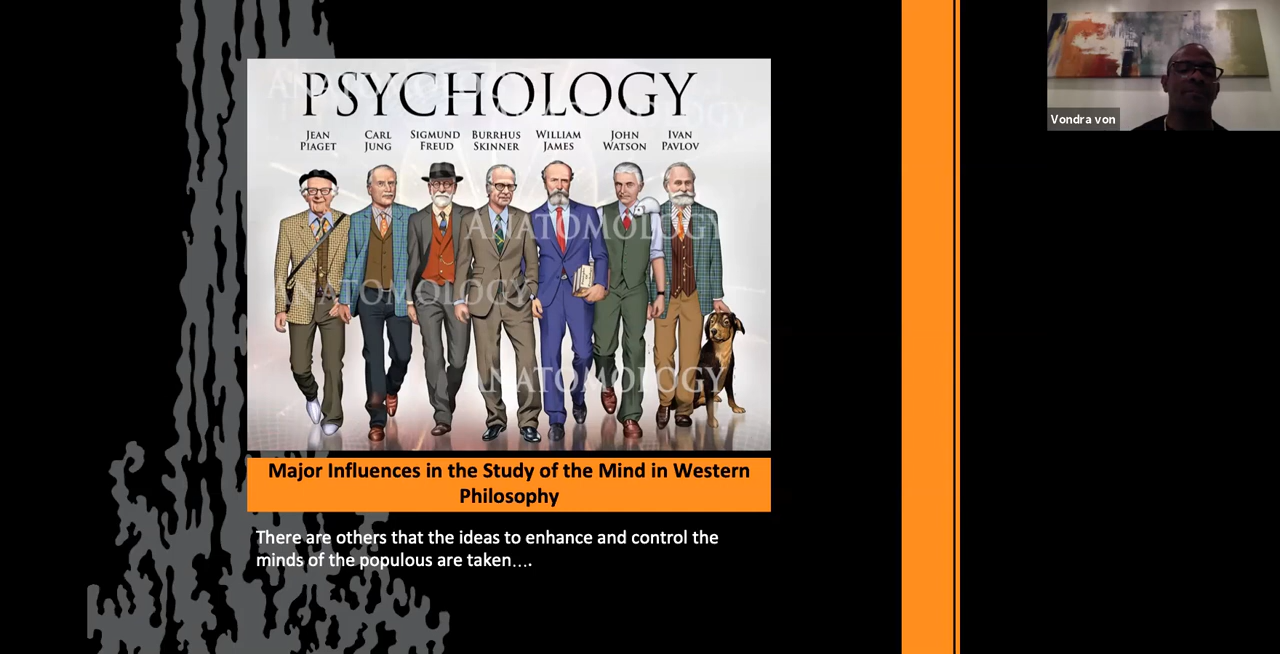 PSYCHOLOGY
JEAN PIAGET
CARL JUNG
SIGMUND FREUD
BURRHUS SKINNER
WILLIAM JAMES
JOHN WATSON
IVAN PAVLOV
ANATOMOLOGY
ANATOMOLOGY
ANATOMOLOGY
ANATOMOLOGY
ANATOMOLOGY
Major Influences in the Study of the Mind in Western
Philosophy
There are others that the ideas to enhance and control the
minds of the populous are taken….
Vondra von